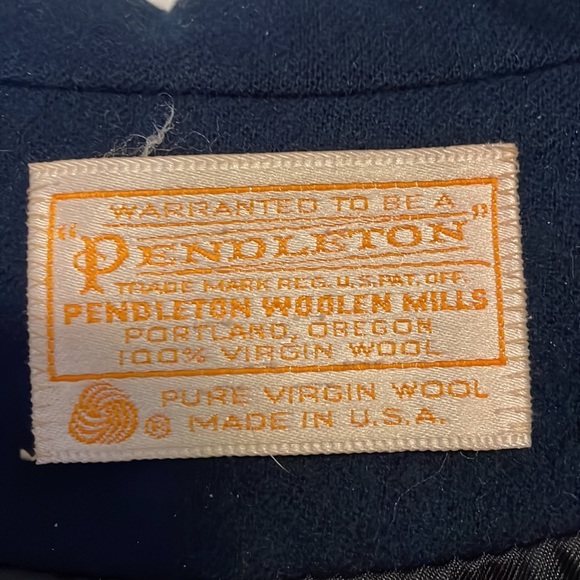 WARRANTED TO BE A
"PENDLETON"
TRADE MARK REG. U.S. PAT. OFF.
PENDLETON WOOLEN MILLS
PORTLAND, OREGON
100% VIRGIN WOOL
PURE VIRGIN WOOL
® MADE IN U.S.A.